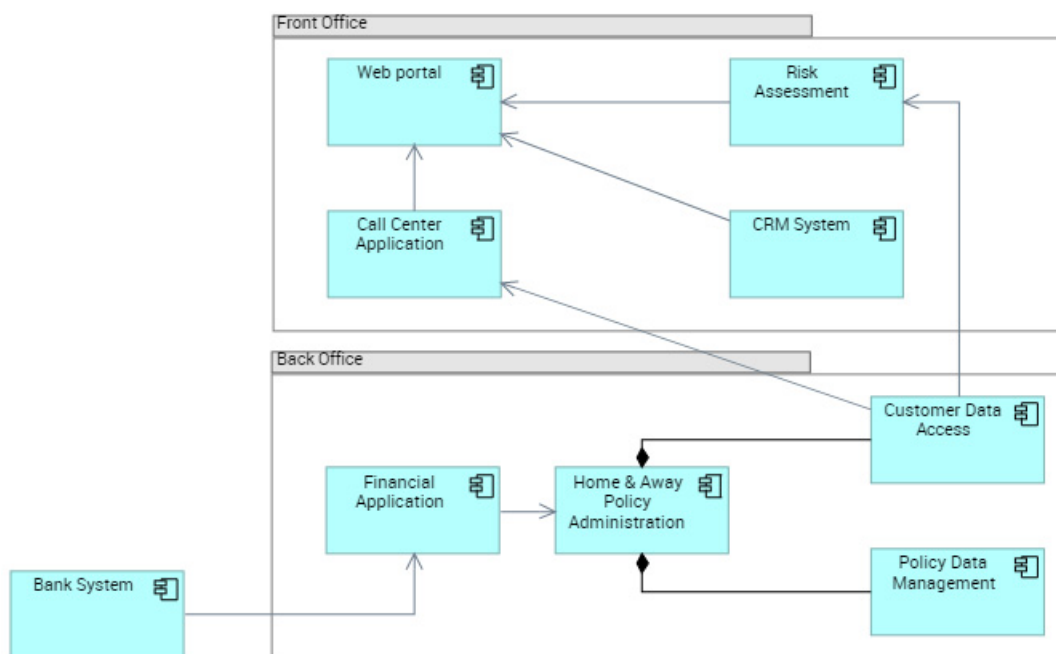 Front Office
Web portal
Risk
Assessment
Call Center
Application
CRM System
Back Office
Customer Data
Access
Financial
Application
Home & Away
Policy
Administration
Policy Data
Management
Bank System